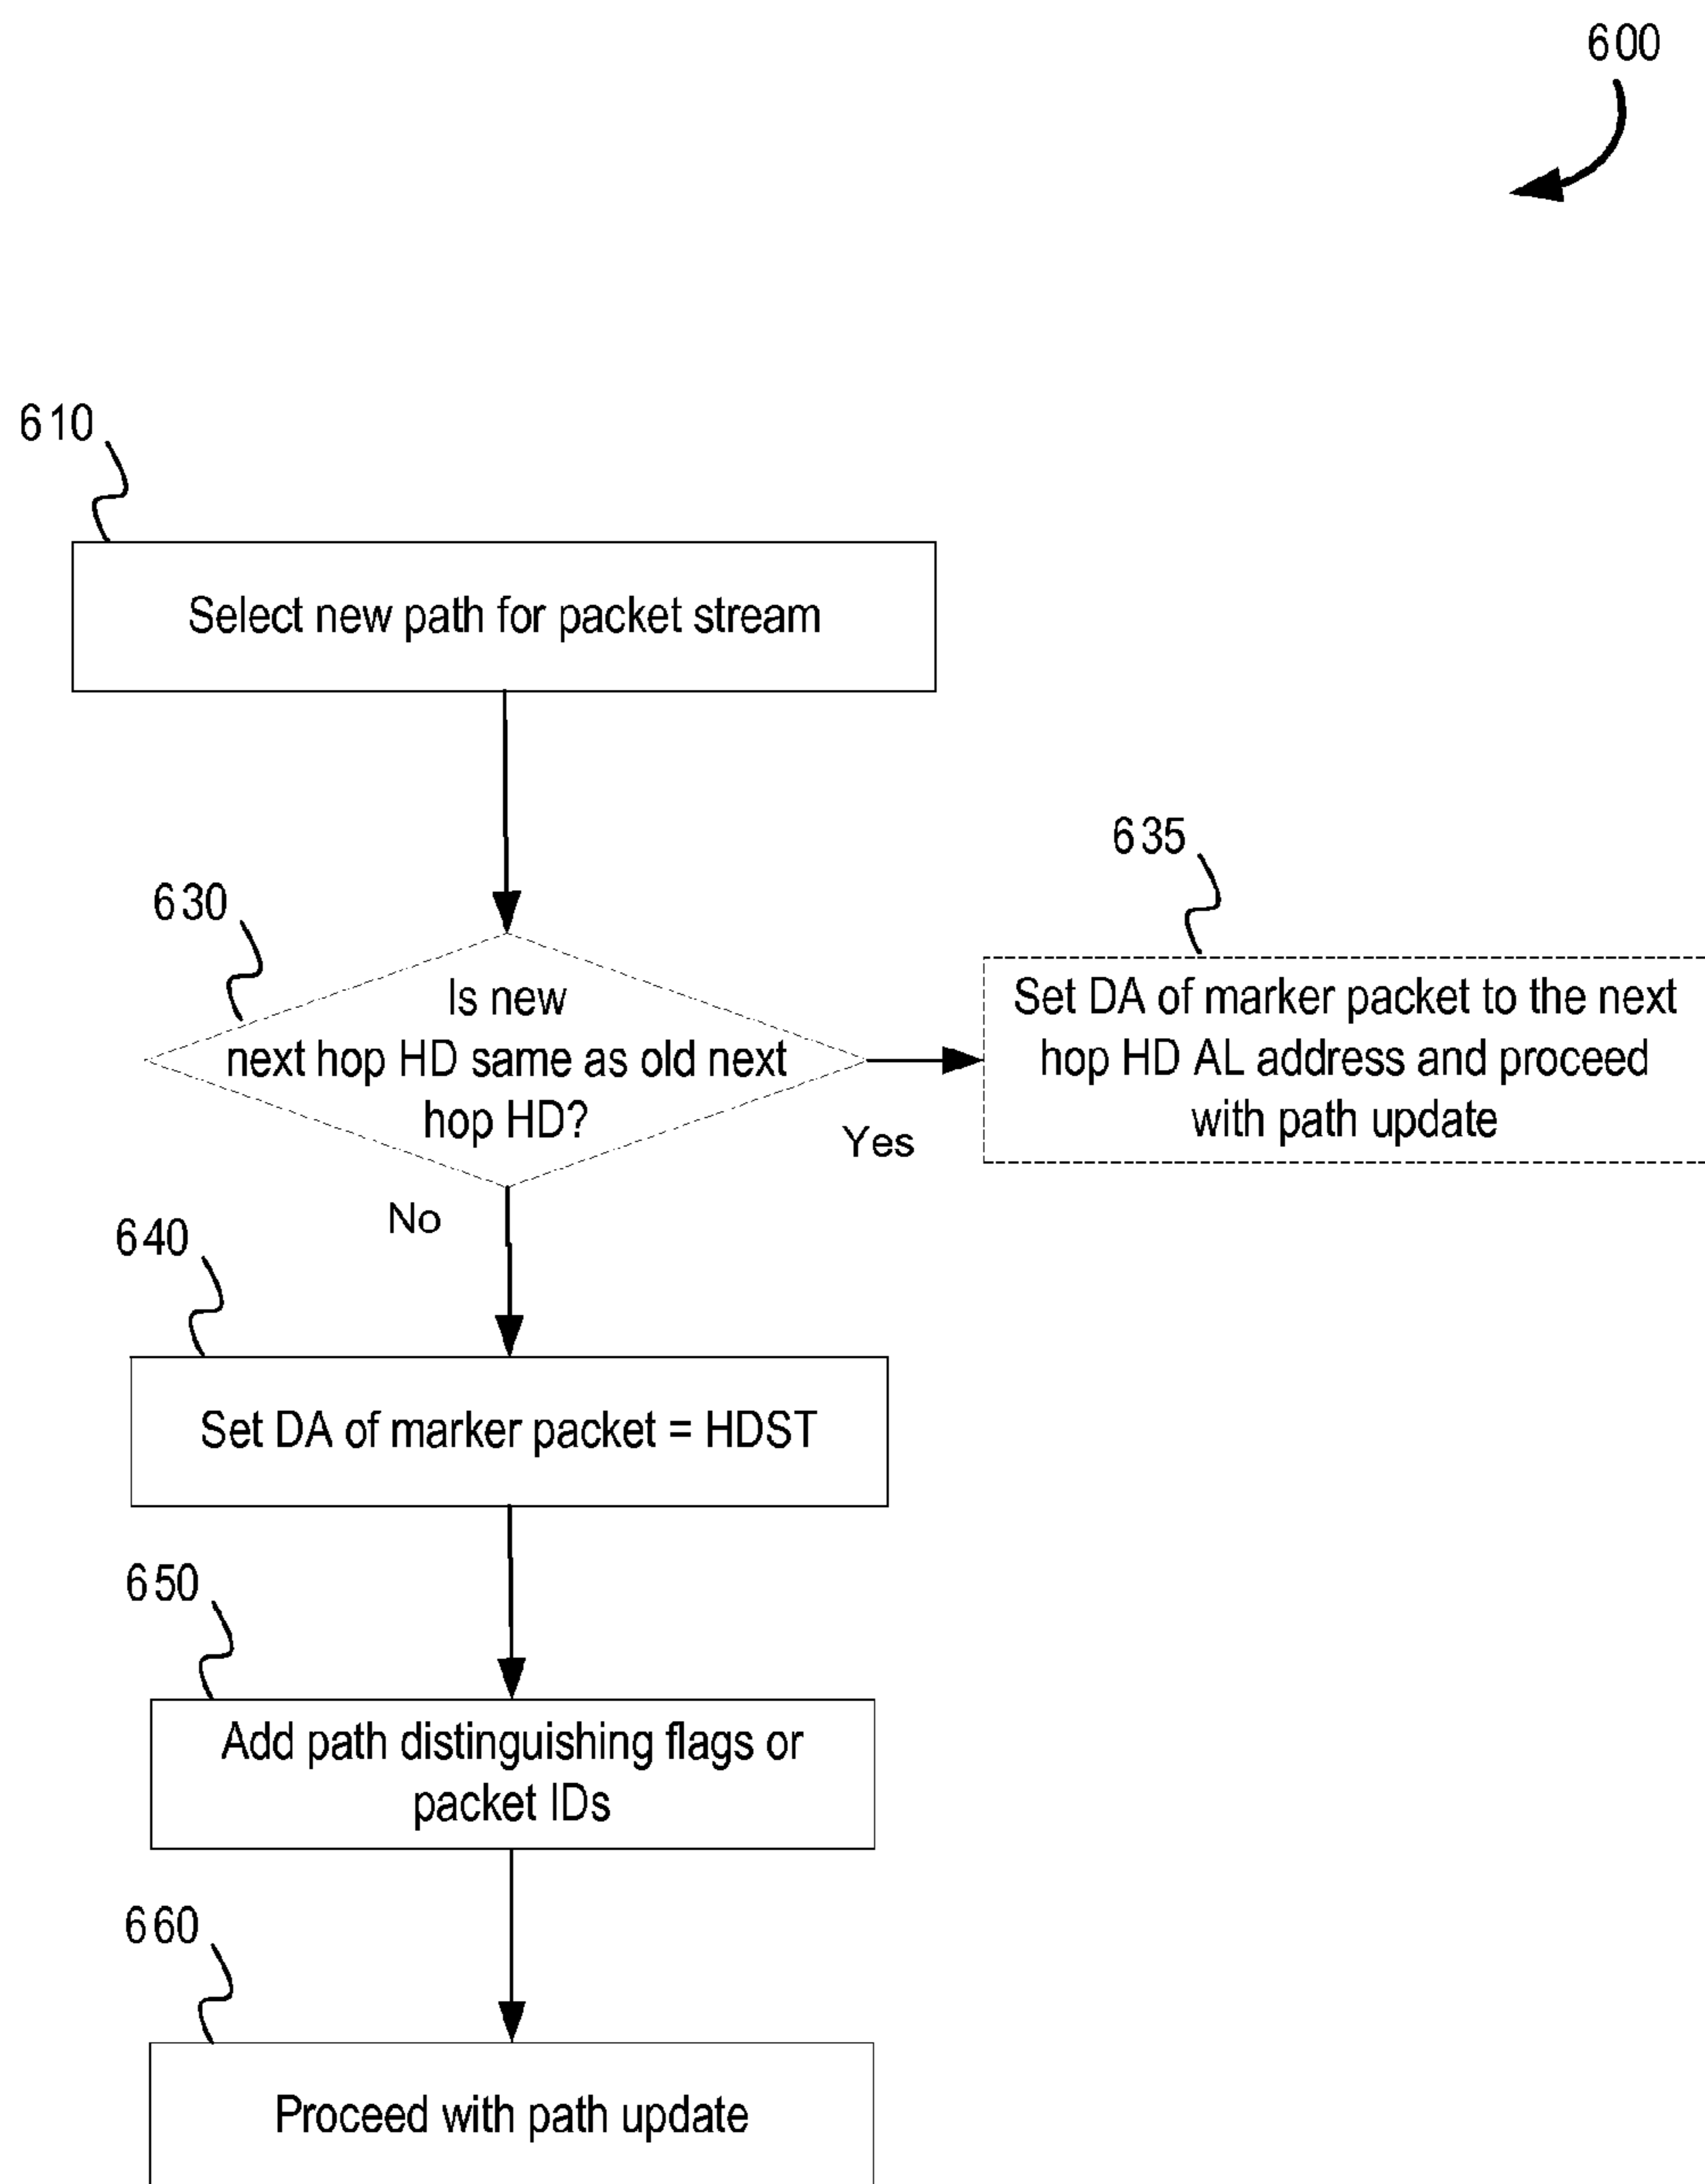 600
610
Select new path for packet stream
635
630
Is new
next hop HD same as old next
hop HD?
Set DA of marker packet to the next
hop HD AL address and proceed
with path update
Yes
No
640
Set DA of marker packet = HDST
650
Add path distinguishing flags or
packet IDs
660
Proceed with path update